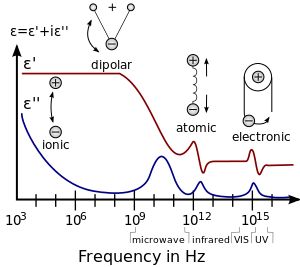 ε=ε'+iε''
+
−
ε'
dipolar
+
+
−
+
ε''
−
ionic
−
atomic
−
electronic
10³ 10⁶ 10⁹ 10¹² 10¹⁵
microwave infrared VIS UV
Frequency in Hz